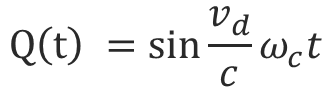 Q(t) = sin v_d/c ω_c t